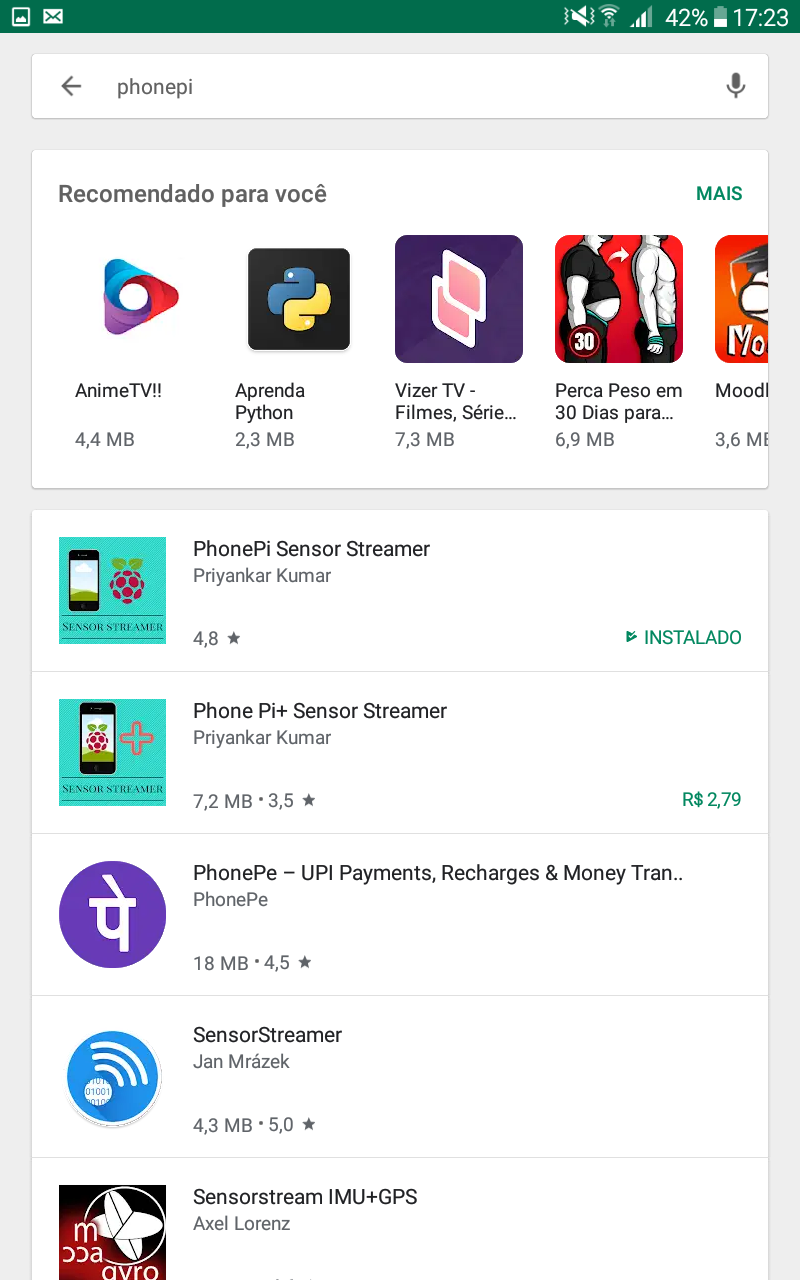 42% 17:23
phonepi
Recomendado para você
MAIS
30
Mo
AnimeTV!!
4,4 MB
Aprenda
Python
2,3 MB
Vizer TV -
Filmes, Série...
7,3 MB
Perca Peso em
30 Dias para...
6,9 MB
Moodl
3,6 MB
PhonePi Sensor Streamer
Priyankar Kumar
SENSOR STREAMER
4,8 ★
INSTALADO
Phone Pi+ Sensor Streamer
Priyankar Kumar
SENSOR STREAMER
7,2 MB • 3,5 ★
R$ 2,79
PhonePe – UPI Payments, Recharges & Money Tran..
PhonePe
पे
18 MB • 4,5 ★
SensorStreamer
Jan Mrázek
01001
4,3 MB • 5,0 ★
Sensorstream IMU+GPS
Axel Lorenz
gyro